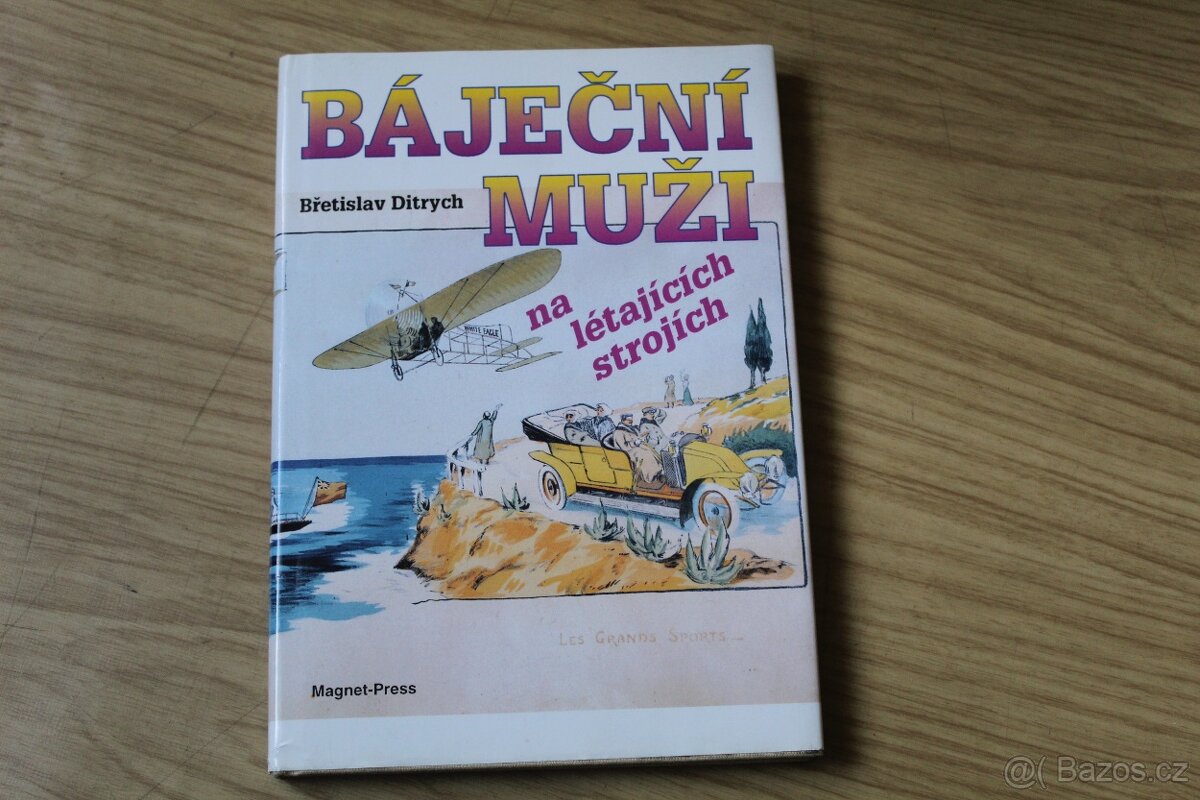 BÁJEČNÍ
MUŽI
Břetislav Ditrych
na
létajících
strojích
WHITE EAGLE
LES GRANDS SPORTS
Magnet-Press
@( Bazos.cz